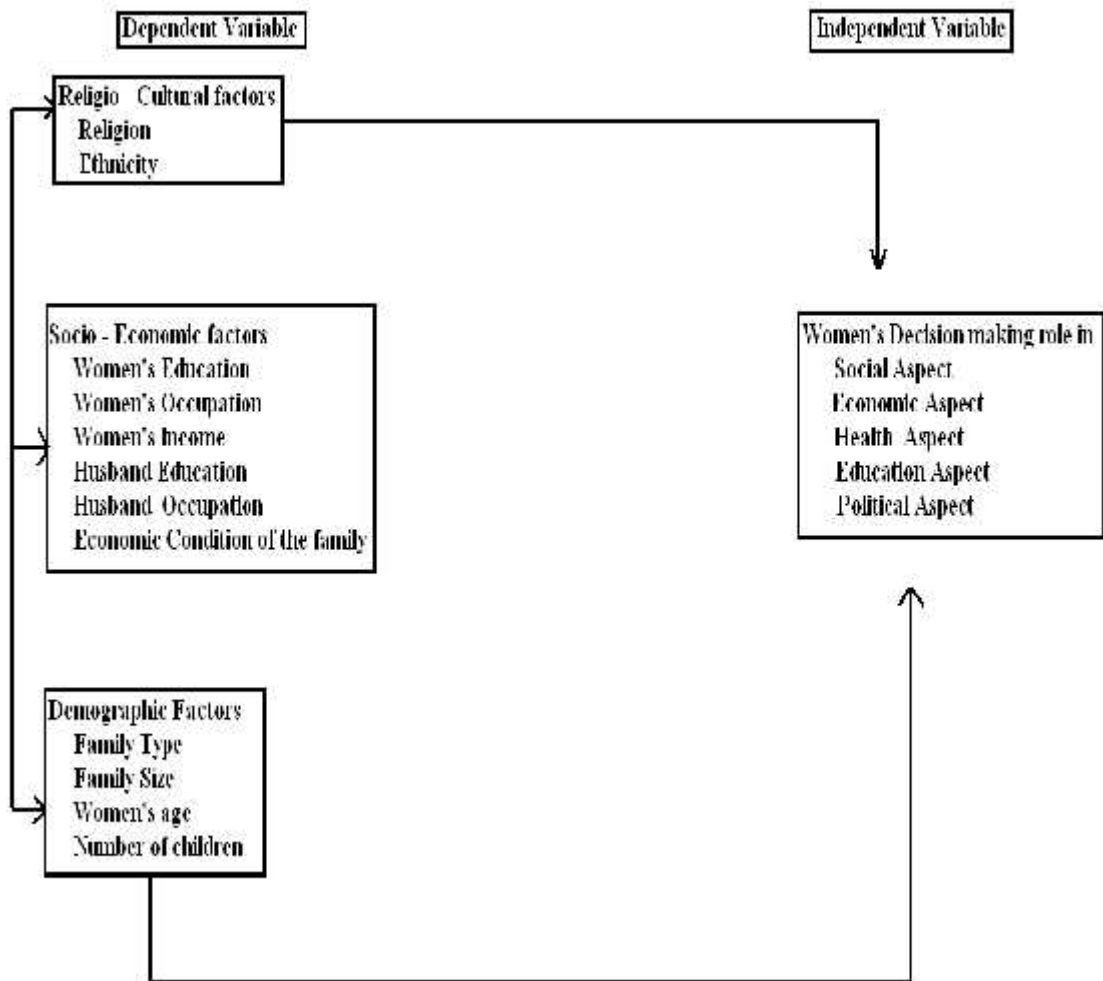 Dependent Variable
Independent Variable
Religio Cultural factors
Religion
Ethnicity
Socio - Economic factors
Women's Education
Women's Occupation
Women's Income
Husband Education
Husband Occupation
Economic Condition of the family
Women's Decision making role in
Social Aspect
Economic Aspect
Health Aspect
Education Aspect
Political Aspect
Demographic Factors
Family Type
Family Size
Women's age
Number of children